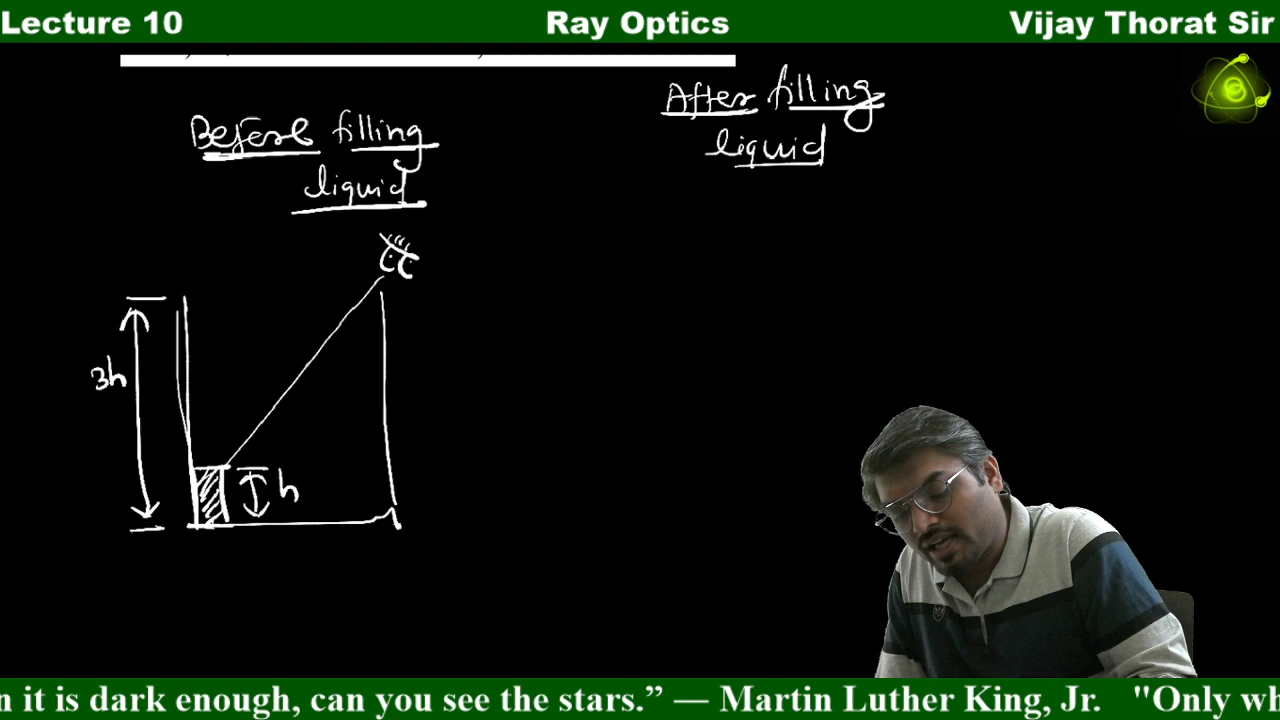 Lecture 10 Ray Optics Vijay Thorat Sir
Before filling
liquid
After filling
liquid
3h
h
n it is dark enough, can you see the stars.” — Martin Luther King, Jr. "Only wh